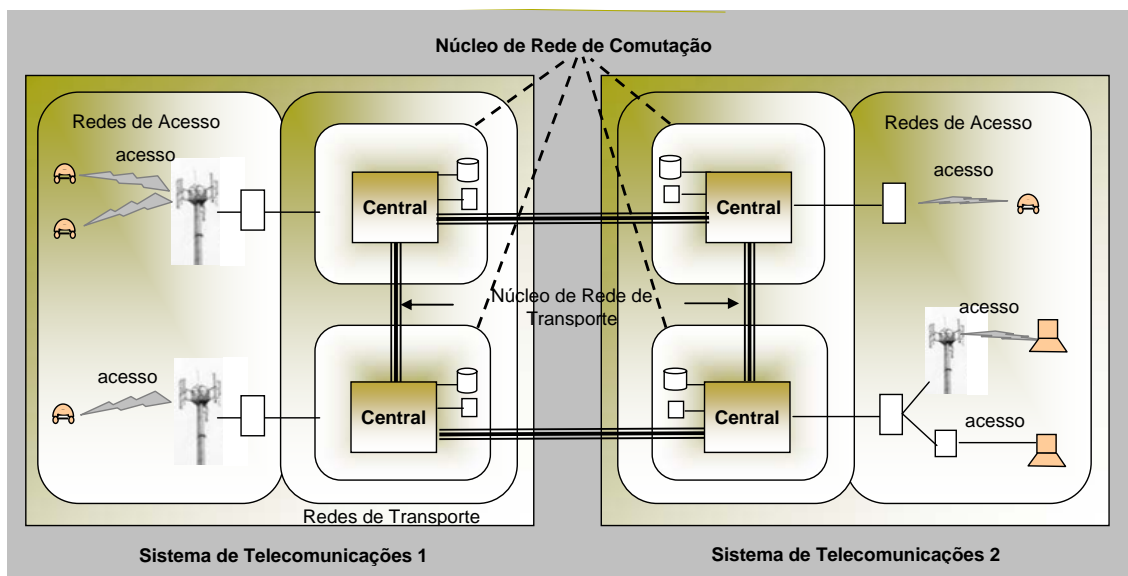 Núcleo de Rede de Comutação
Redes de Acesso
acesso
acesso
Central
Central
Núcleo de Rede de
Transporte
Central
Central
Redes de Transporte
Redes de Acesso
acesso
acesso
acesso
Sistema de Telecomunicações 1
Sistema de Telecomunicações 2